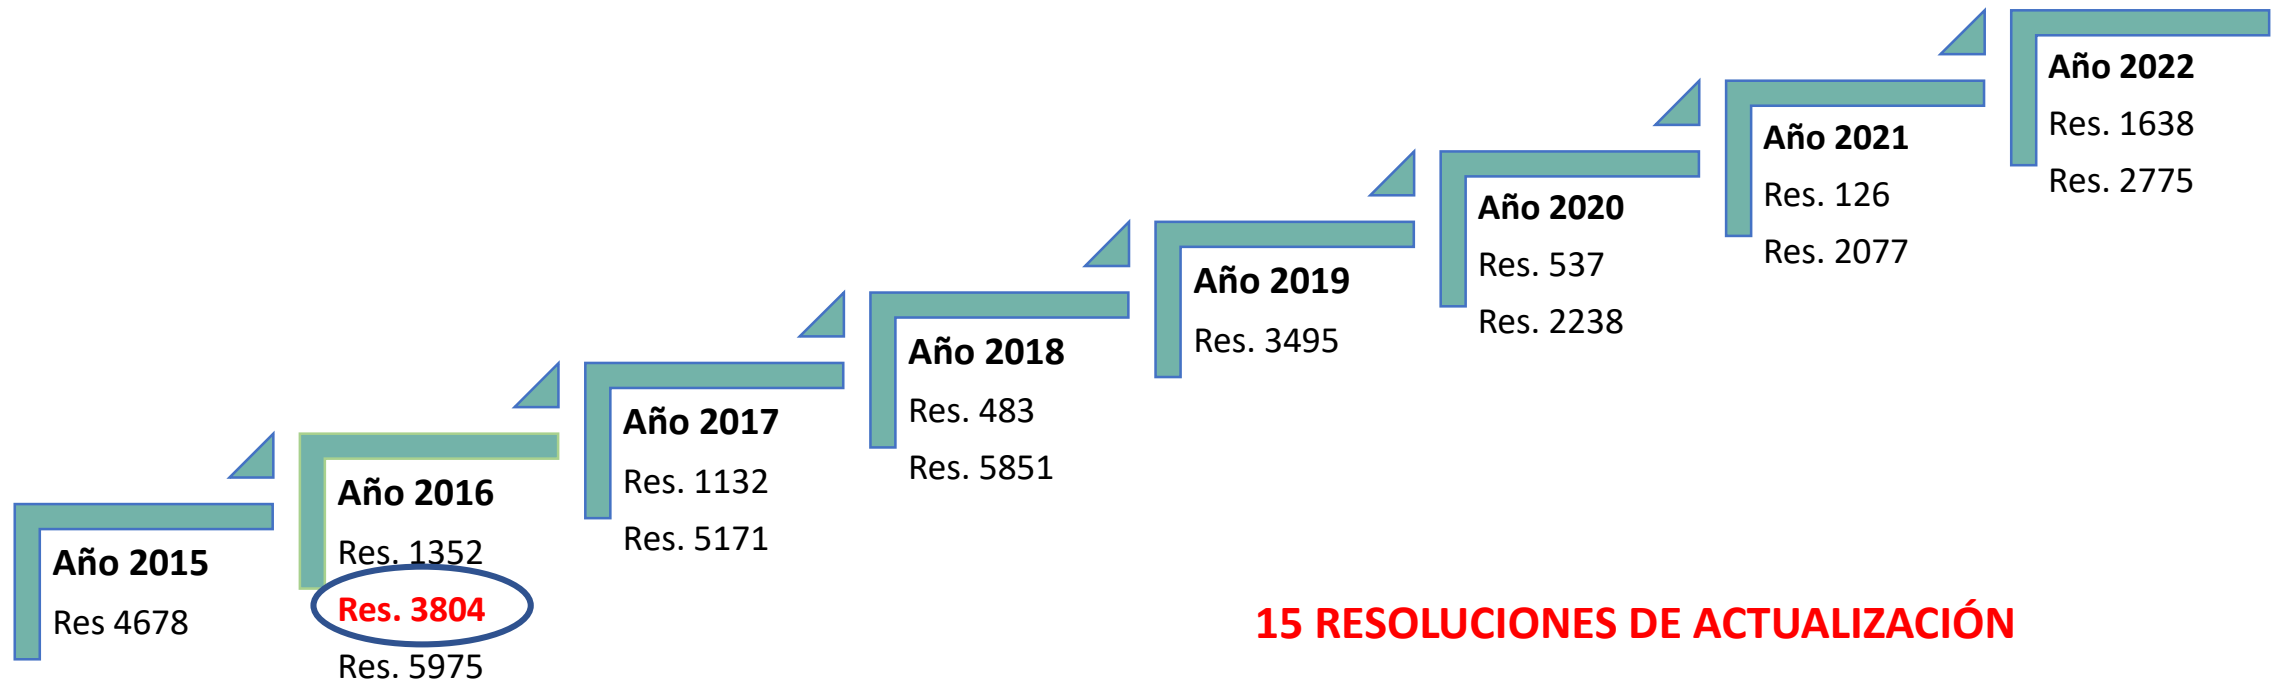 Año 2015
Res 4678
Año 2016
Res. 1352
Res. 3804
Res. 5975
Año 2017
Res. 1132
Res. 5171
Año 2018
Res. 483
Res. 5851
Año 2019
Res. 3495
Año 2020
Res. 537
Res. 2238
Año 2021
Res. 126
Res. 2077
Año 2022
Res. 1638
Res. 2775
15 RESOLUCIONES DE ACTUALIZACIÓN